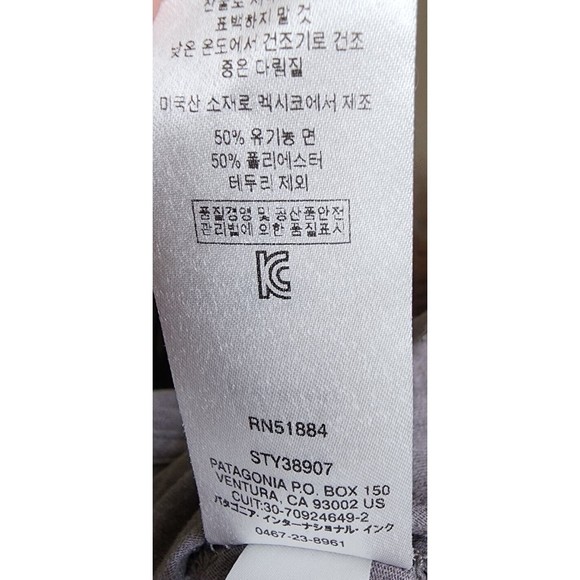 찬물로
표백하지 말 것
낮은 온도에서 건조기로 건조
중온 다림질
미국산 소재로 멕시코에서 제조
50% 유기농 면
50% 폴리에스터
테두리 제외
품질경영 및 공산품안전
관리법에 의한 품질표시
KC
RN51884
STY38907
PATAGONIA P.O. BOX 150
VENTURA, CA 93002 US
CUIT:30-70924649-2
パタゴニア・インターナショナル・インク
0467-23-8961